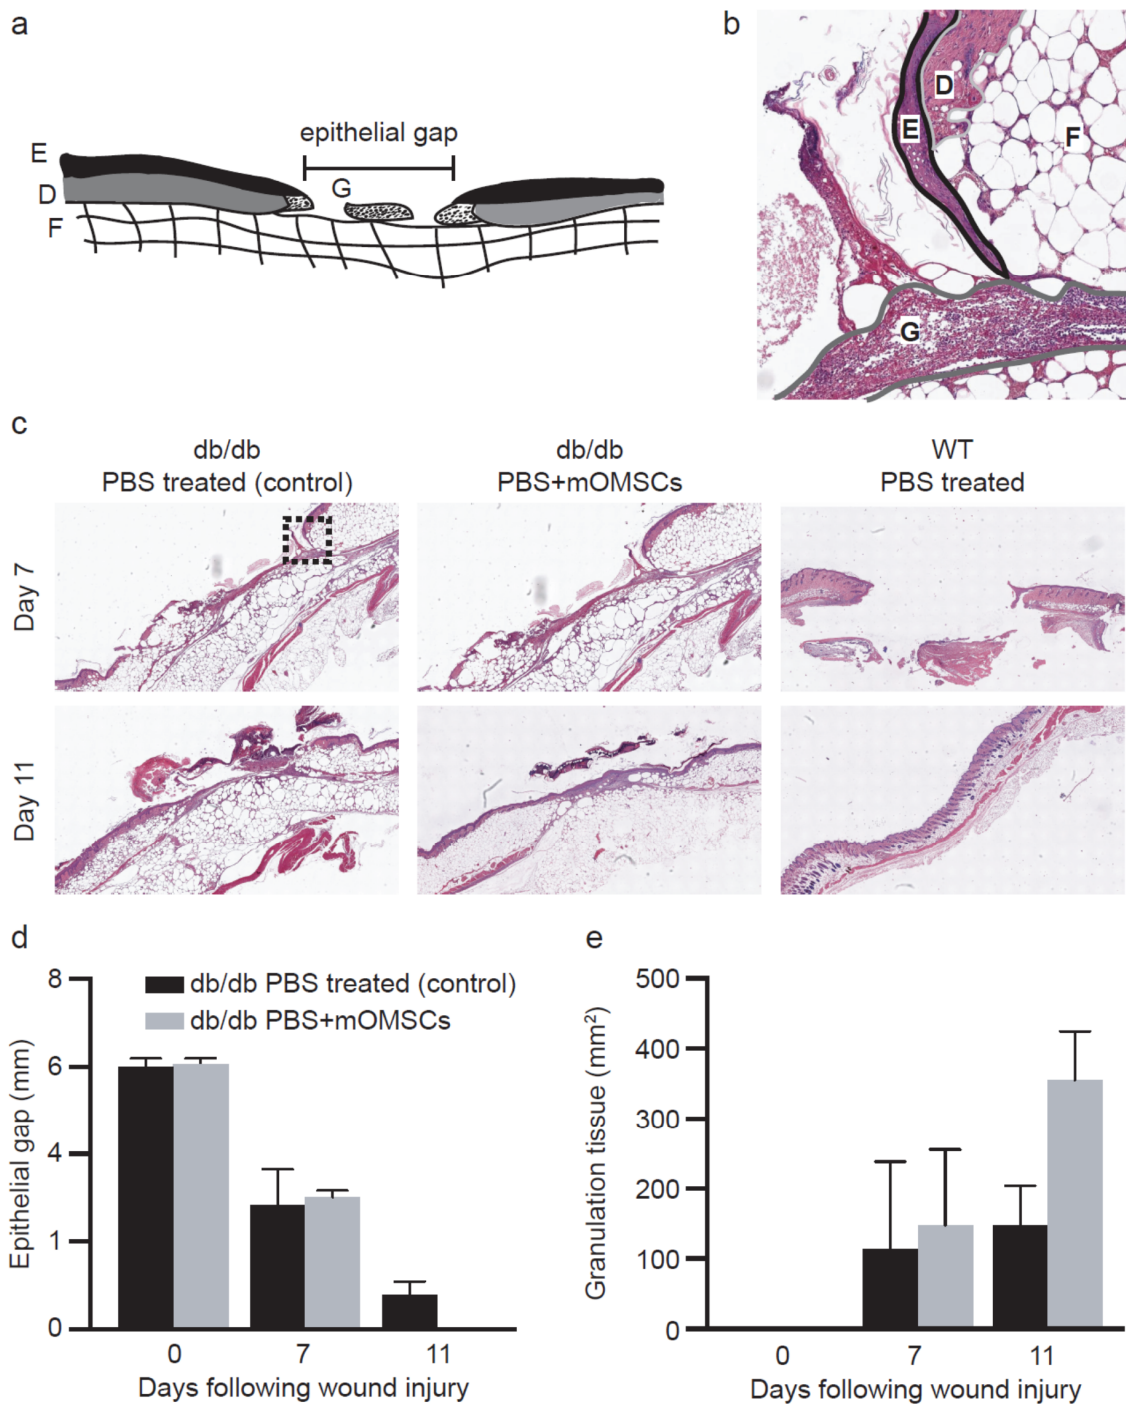 a
epithelial gap
E
D
F
G
b
D
E
F
G
c
db/db
PBS treated (control)
db/db
PBS+mOMSCs
WT
PBS treated
Day 7
Day 11
d
Epithelial gap (mm)
8
6
4
1
0
db/db PBS treated (control)
db/db PBS+mOMSCs
0 7 11
Days following wound injury
e
Granulation tissue (mm²)
500
400
300
200
100
0
0 7 11
Days following wound injury